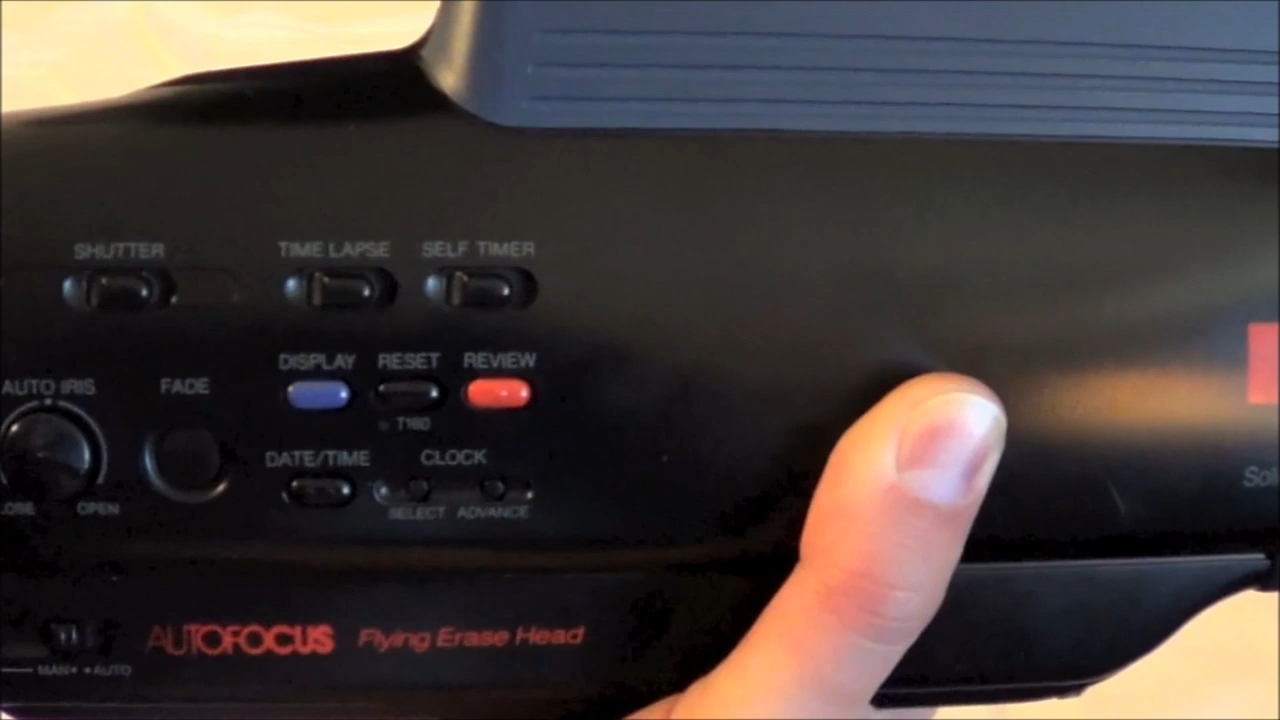 SHUTTER
TIME LAPSE
SELF TIMER
DISPLAY
RESET
REVIEW
AUTO IRIS
FADE
T160
DATE/TIME
CLOCK
OPEN
SELECT
ADVANCE
AUTOFOCUS
Flying Erase Head
MAN
AUTO